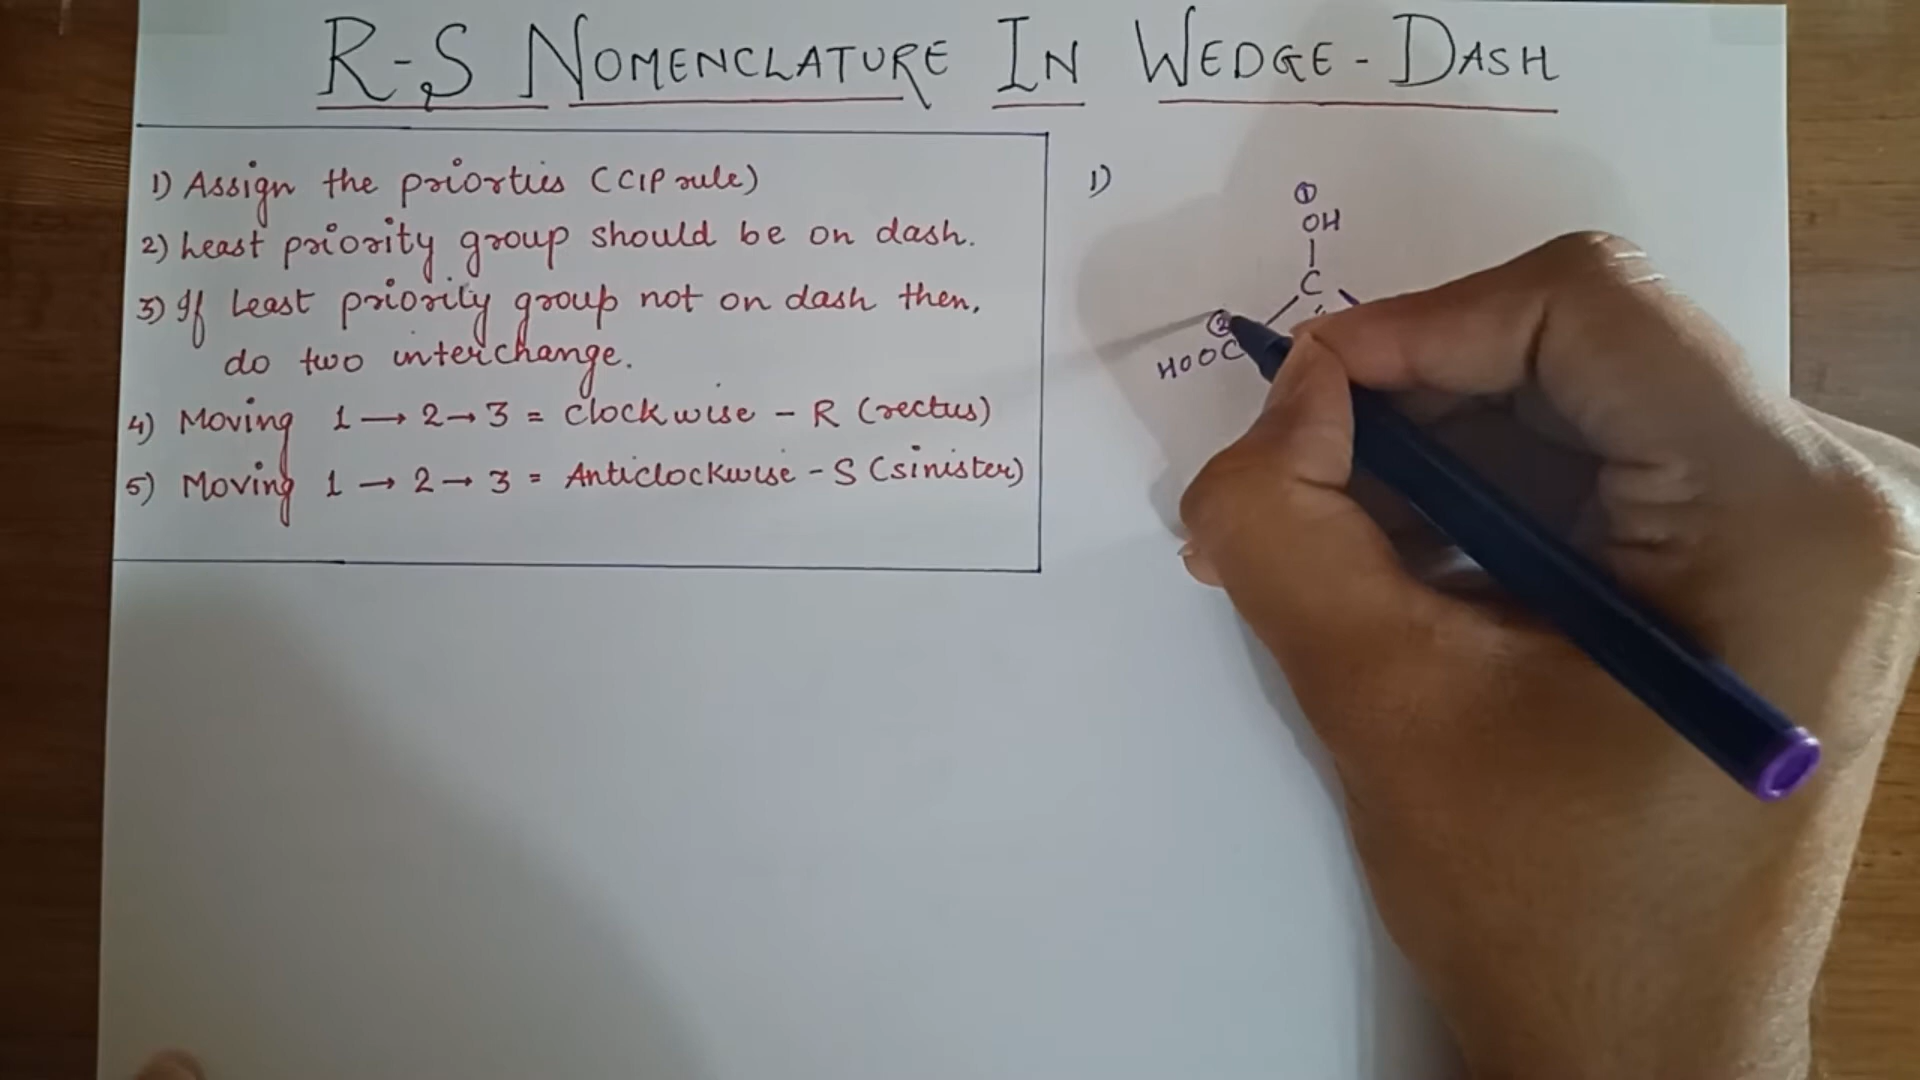 R-S NOMENCLATURE IN WEDGE-DASH
1) Assign the priorties (CIP rule)
2) Least priority group should be on dash.
3) If Least priority group not on dash then,
do two interchange.
4) Moving 1 → 2 → 3 = clockwise - R (rectus)
5) Moving 1 → 2 → 3 = Anticlockwise - S (sinister)
1)
①
OH
C
②
HOOC